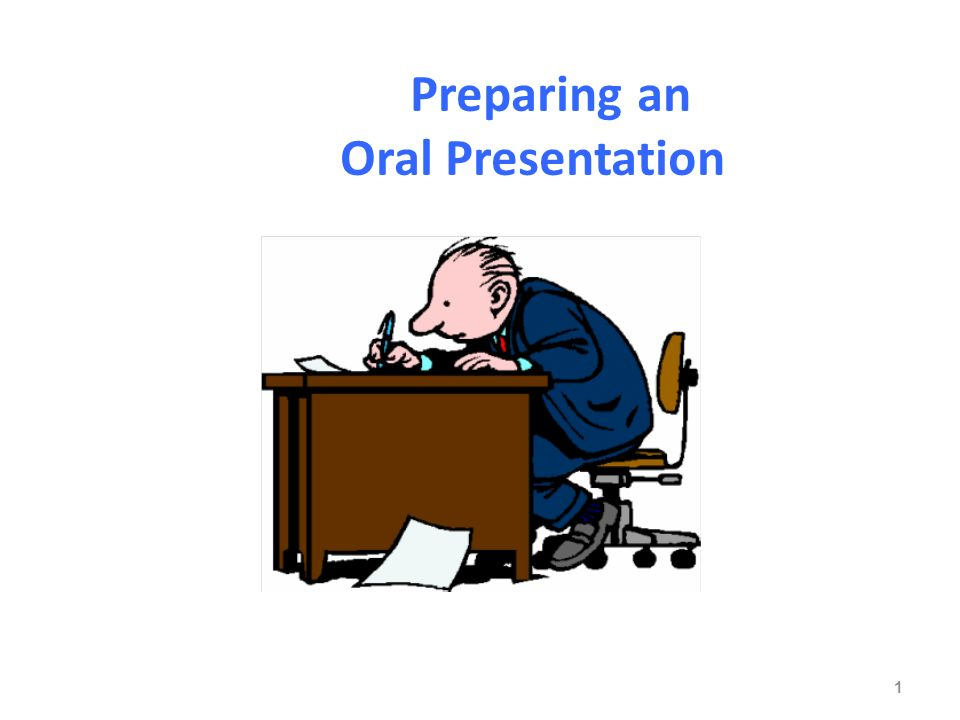 Preparing an
Oral Presentation
1